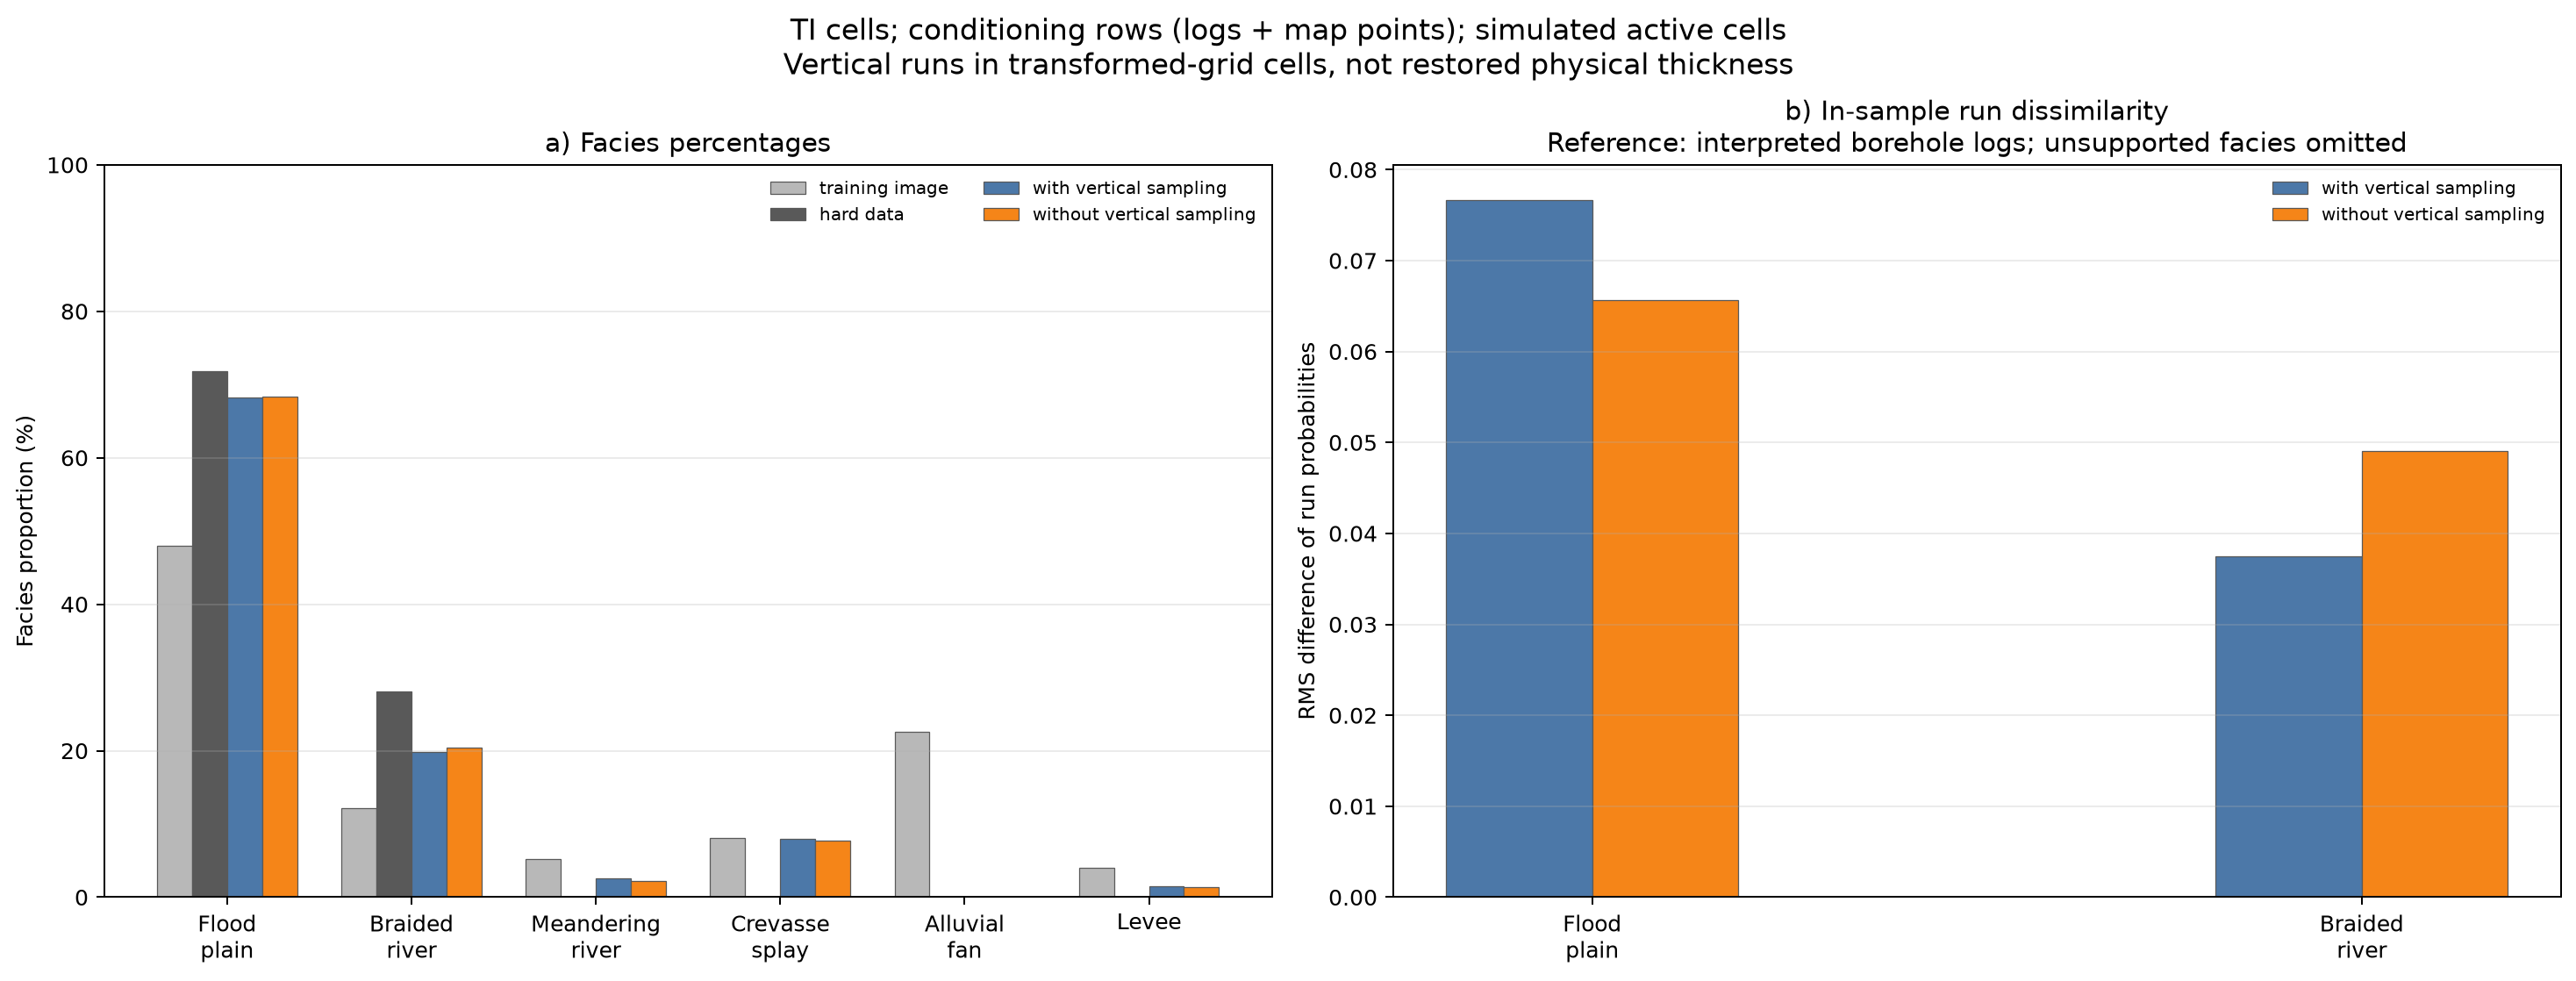 TI cells; conditioning rows (logs + map points); simulated active cells
Vertical runs in transformed-grid cells, not restored physical thickness
a) Facies percentages
Facies proportion (%)
100
80
60
40
20
0
training image
hard data
with vertical sampling
without vertical sampling
Flood
plain
Braided
river
Meandering
river
Crevasse
splay
Alluvial
fan
Levee
b) In-sample run dissimilarity
Reference: interpreted borehole logs; unsupported facies omitted
RMS difference of run probabilities
0.08
0.07
0.06
0.05
0.04
0.03
0.02
0.01
0.00
with vertical sampling
without vertical sampling
Flood
plain
Braided
river